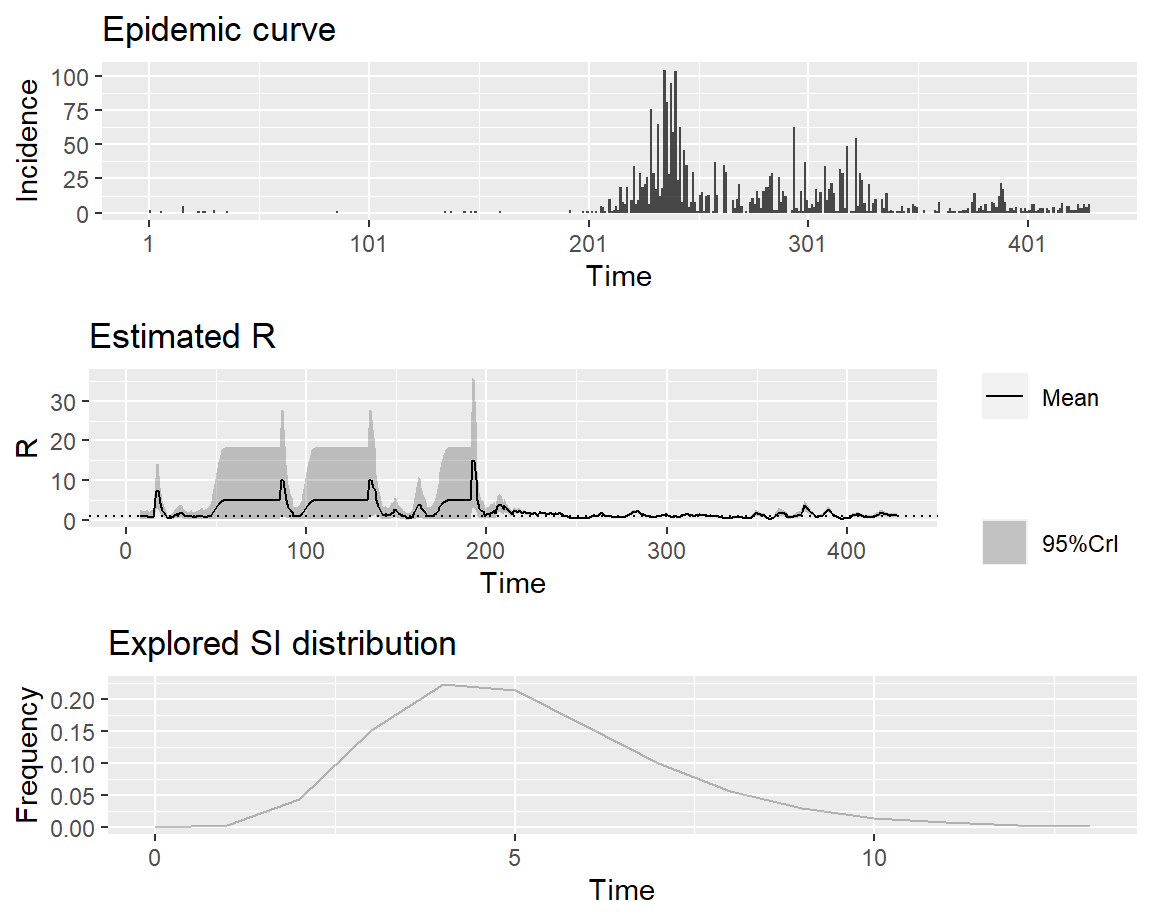 Epidemic curve
100
75
50
25
0
Incidence
1 101 201 301 401
Time
Estimated R
30
20
10
0
R
0 100 200 300 400
Time
Mean
95%CrI
Explored SI distribution
0.20
0.15
0.10
0.05
0.00
Frequency
0 5 10
Time